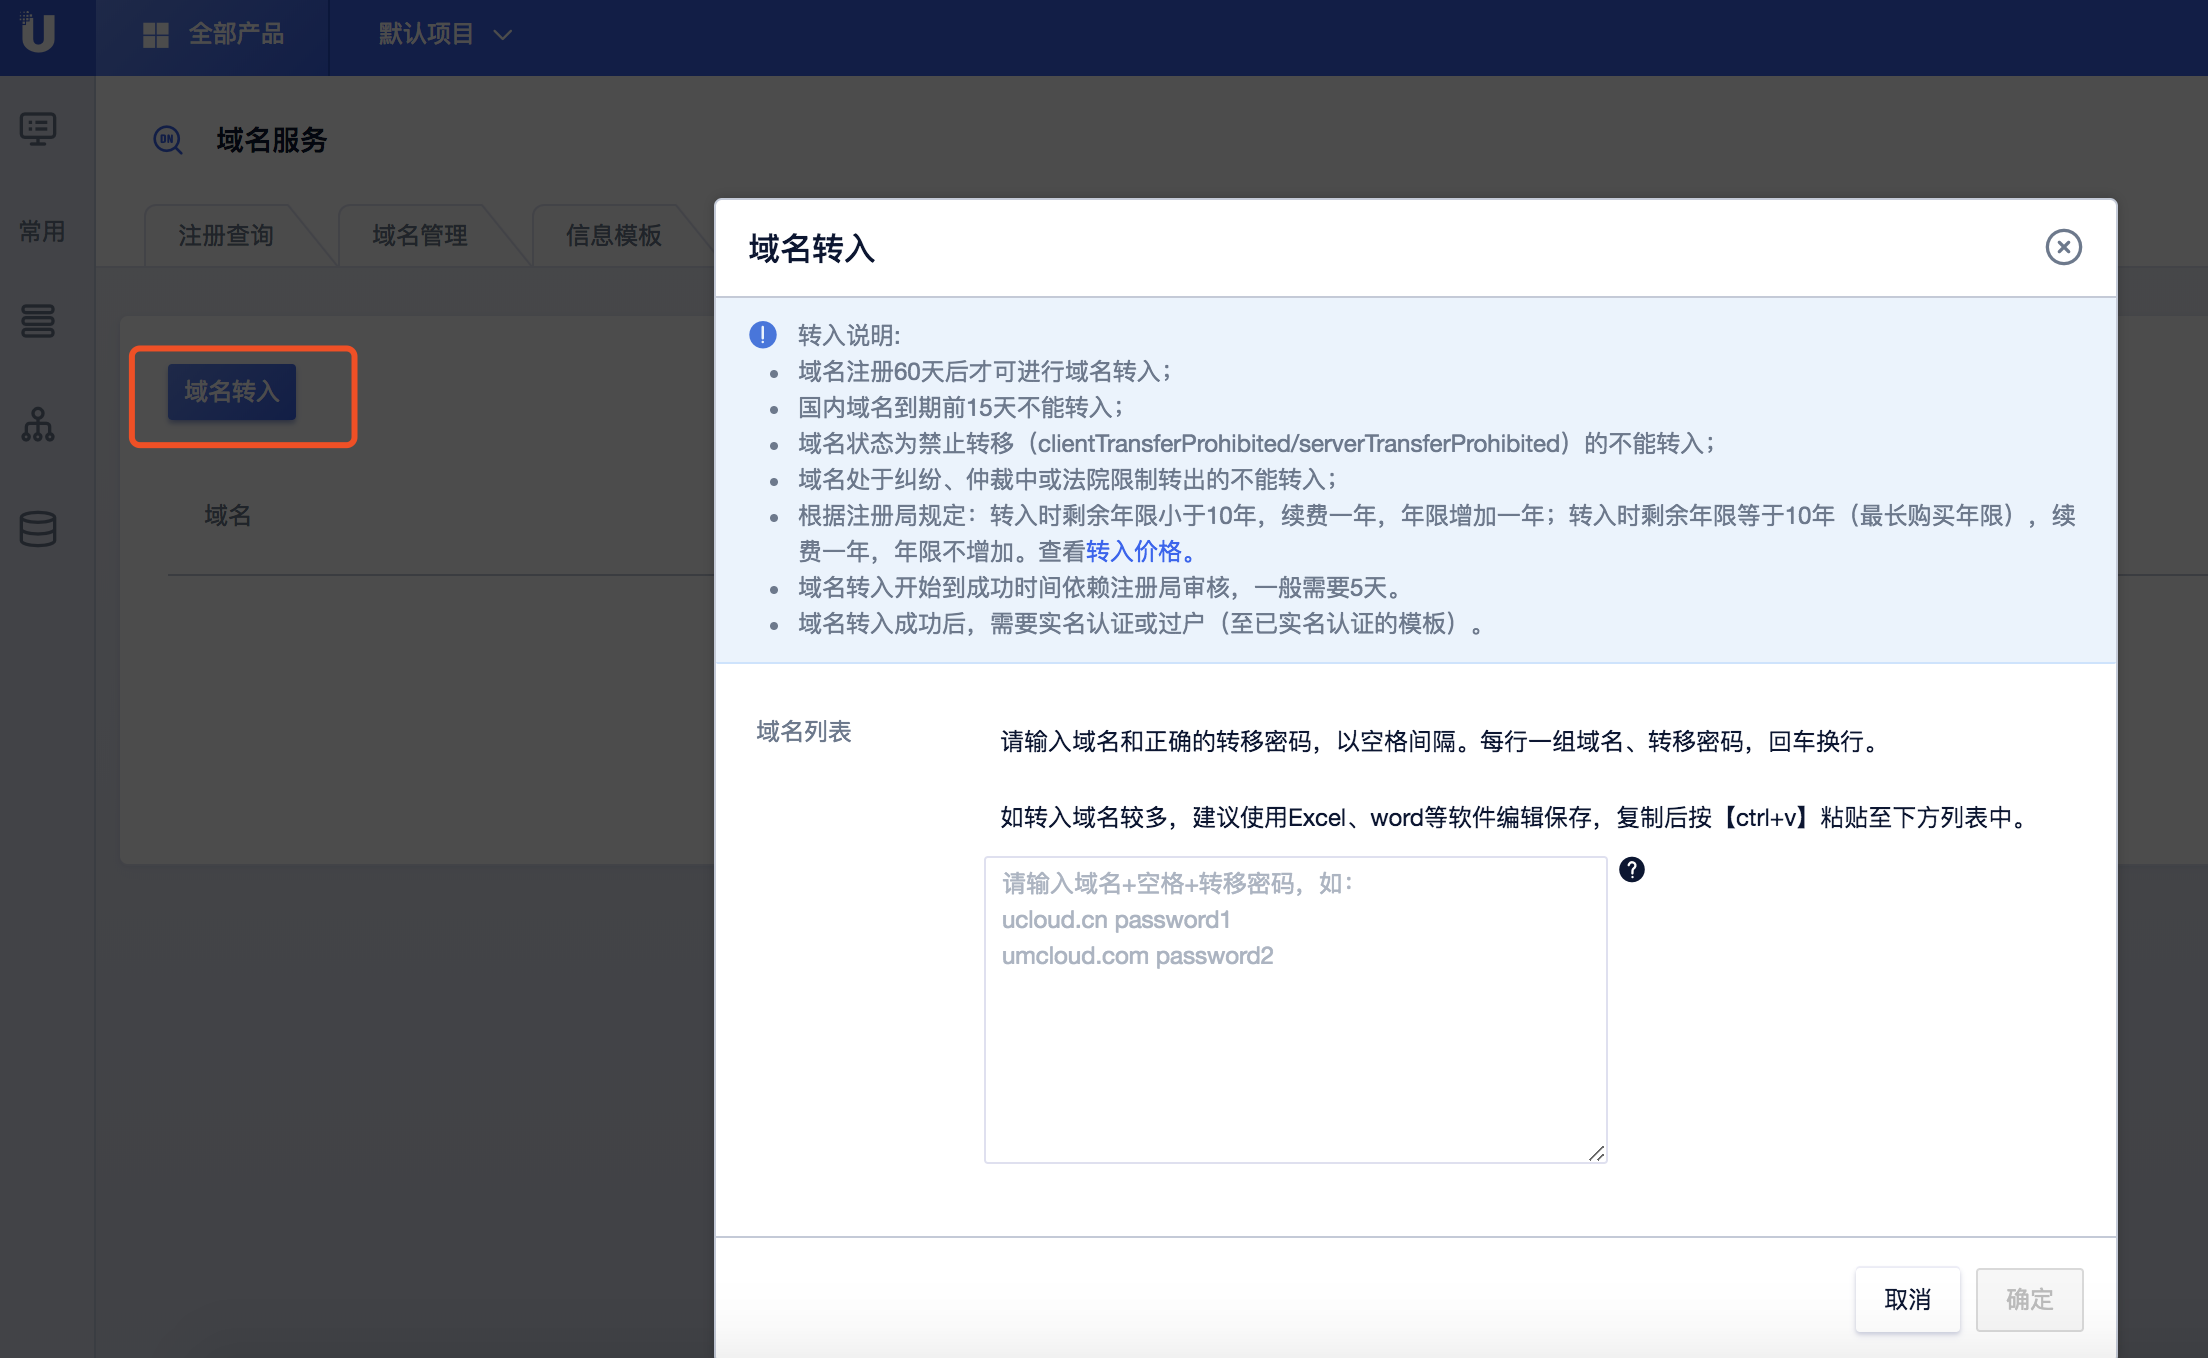 U
全部产品
默认项目
DN
域名服务
常用
注册查询
域名管理
信息模板
域名转入
域名
域名转入
转入说明:
域名注册60天后才可进行域名转入；
国内域名到期前15天不能转入；
域名状态为禁止转移（clientTransferProhibited/serverTransferProhibited）的不能转入；
域名处于纠纷、仲裁中或法院限制转出的不能转入；
根据注册局规定：转入时剩余年限小于10年，续费一年，年限增加一年；转入时剩余年限等于10年（最长购买年限），续
费一年，年限不增加。查看转入价格。
域名转入开始到成功时间依赖注册局审核，一般需要5天。
域名转入成功后，需要实名认证或过户（至已实名认证的模板）。
域名列表
请输入域名和正确的转移密码，以空格间隔。每行一组域名、转移密码，回车换行。
如转入域名较多，建议使用Excel、word等软件编辑保存，复制后按【ctrl+v】粘贴至下方列表中。
请输入域名+空格+转移密码，如：
ucloud.cn password1
umcloud.com password2
取消
确定